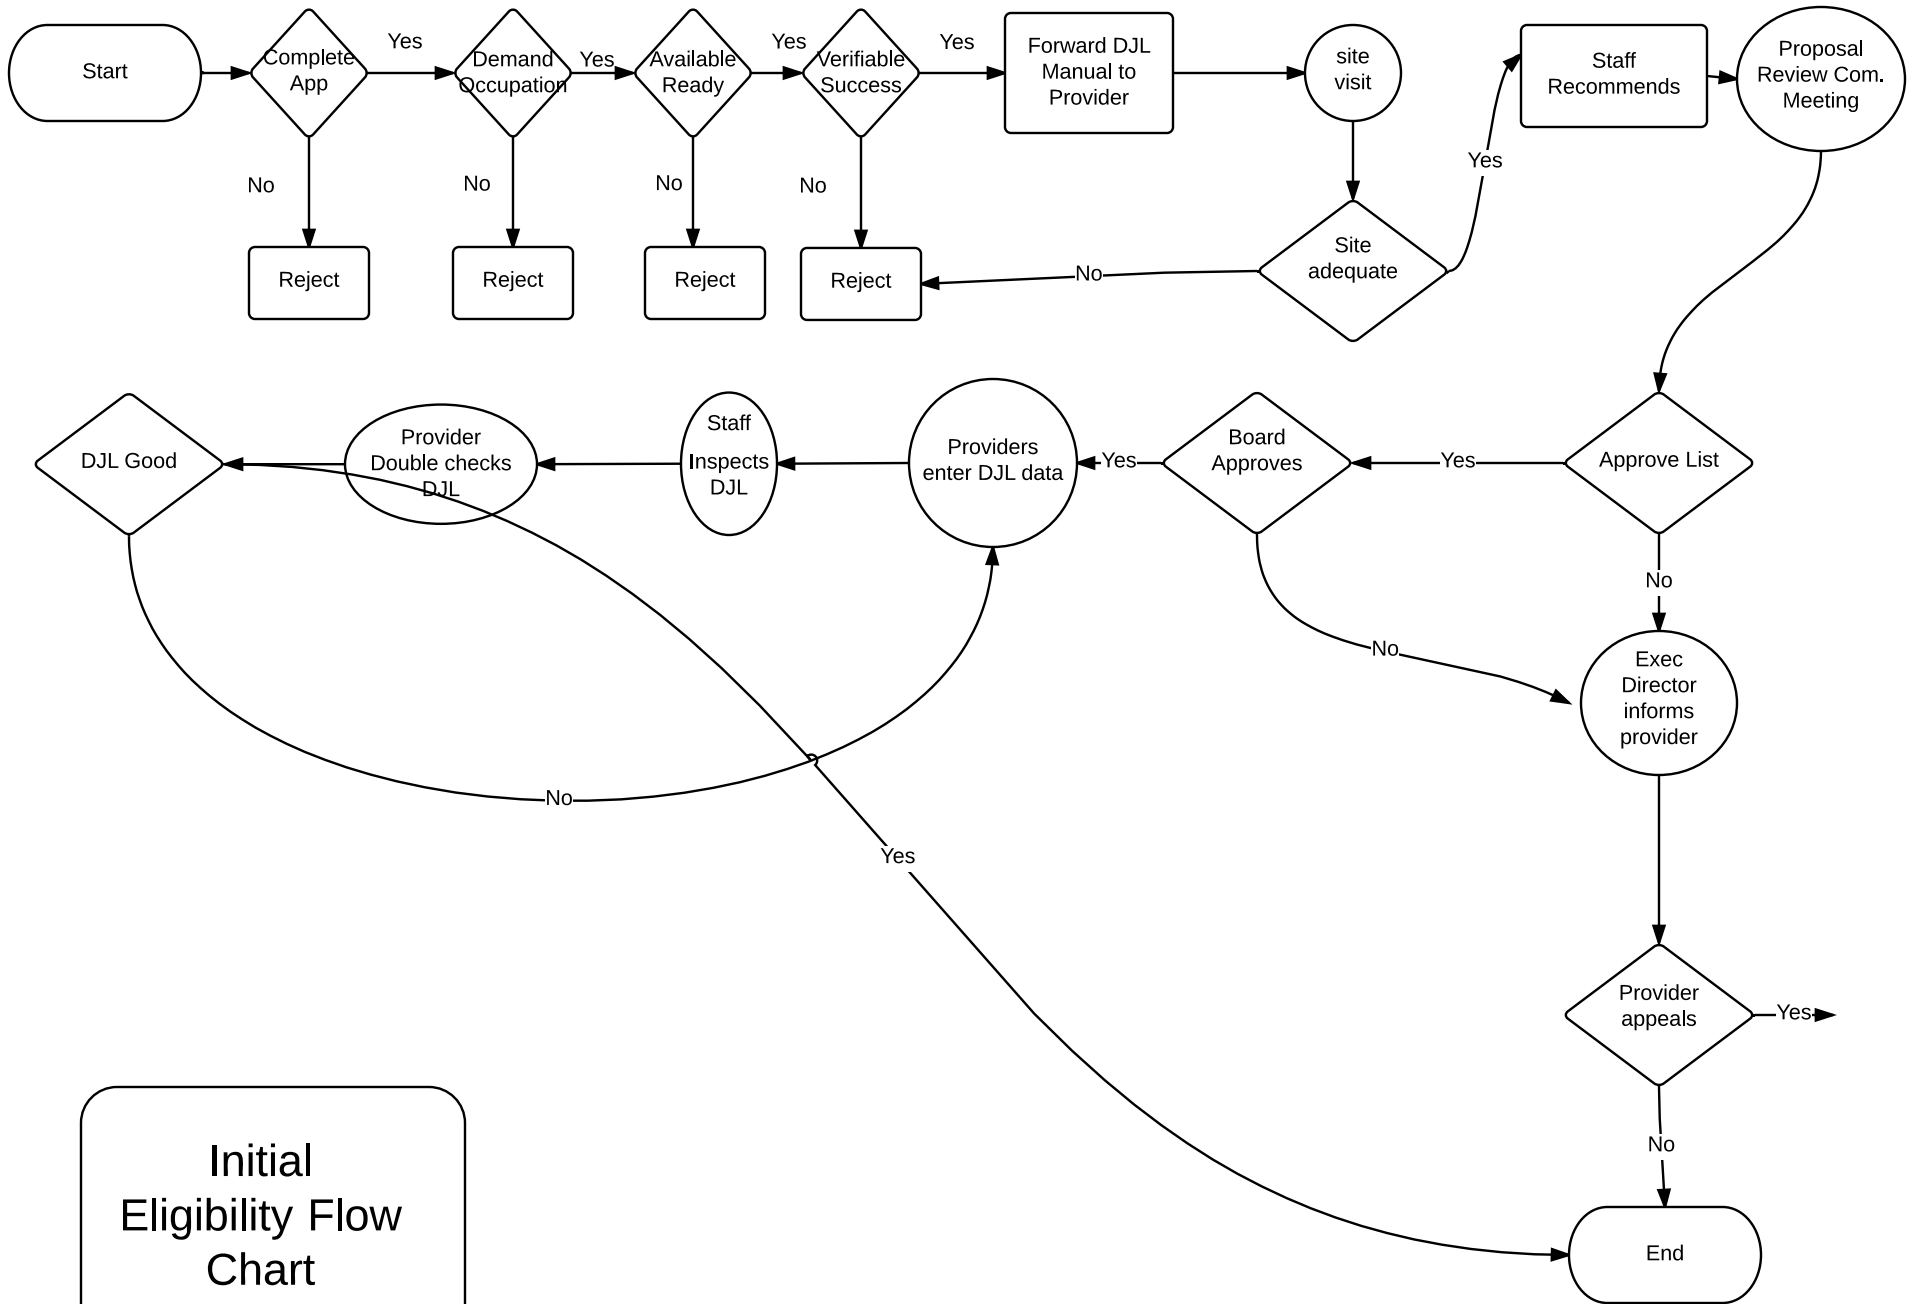 Start
Complete
App
Yes
Demand
Occupation
Yes
Available
Ready
Yes
Verifiable
Success
Yes
Forward DJL
Manual to
Provider
site
visit
Staff
Recommends
Proposal
Review Com.
Meeting
No
No
No
No
Yes
Reject
Reject
Reject
Reject
No
Site
adequate
DJL Good
Provider
Double checks
DJL
Staff
Inspects
DJL
Providers
enter DJL data
Yes
Board
Approves
Yes
Approve List
No
No
Exec
Director
informs
provider
No
Yes
Provider
appeals
Yes
No
End
Initial
Eligibility Flow
Chart